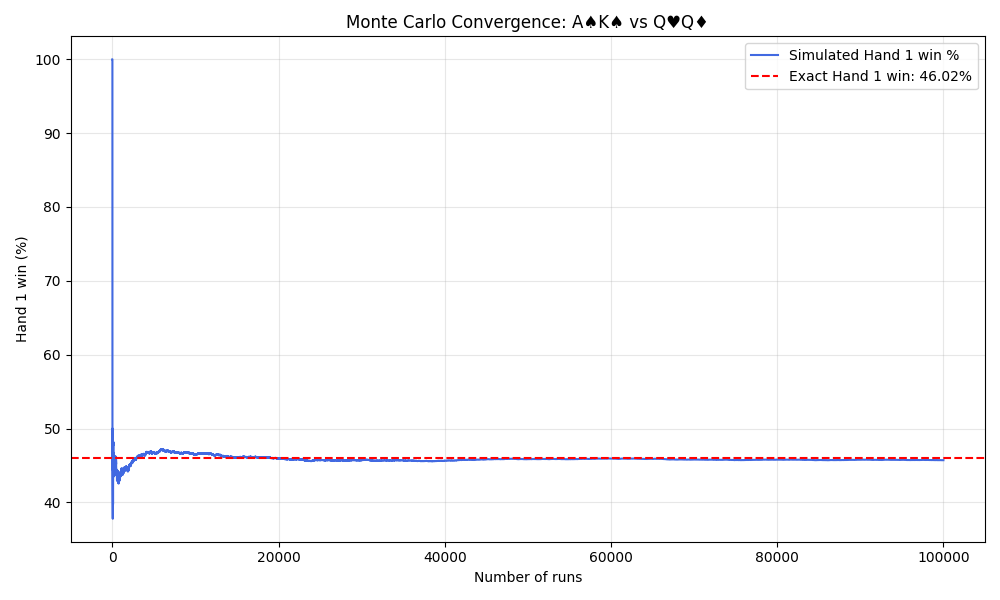 Monte Carlo Convergence: A♠K♠ vs Q♥Q♦
Simulated Hand 1 win %
Exact Hand 1 win: 46.02%
Hand 1 win (%)
100
90
80
70
60
50
40
0 20000 40000 60000 80000 100000
Number of runs